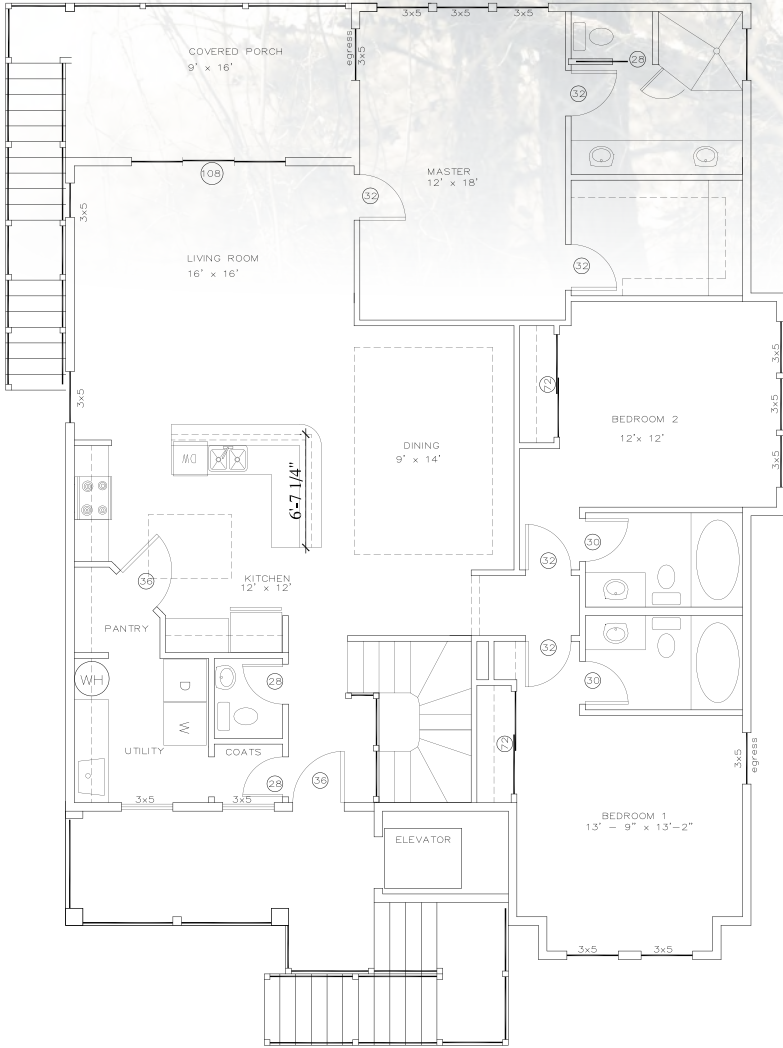 3x5 3x5 3x5
COVERED PORCH
9' x 16'
egress
3x5
28
32
108
MASTER
12' x 18'
32
3x5
LIVING ROOM
16' x 16'
32
3x5
3x5
72
3x5
3x5
BEDROOM 2
12'x 12'
DINING
9' x 14'
DW
6'-7 1/4"
3x5
30
32
36
KITCHEN
12' x 12'
PANTRY
32
WH
D
28
30
W
UTILITY
COATS
72
3x5
egress
28
36
3x5
3x5
BEDROOM 1
13' - 9" x 13'-2"
ELEVATOR
3x5
3x5